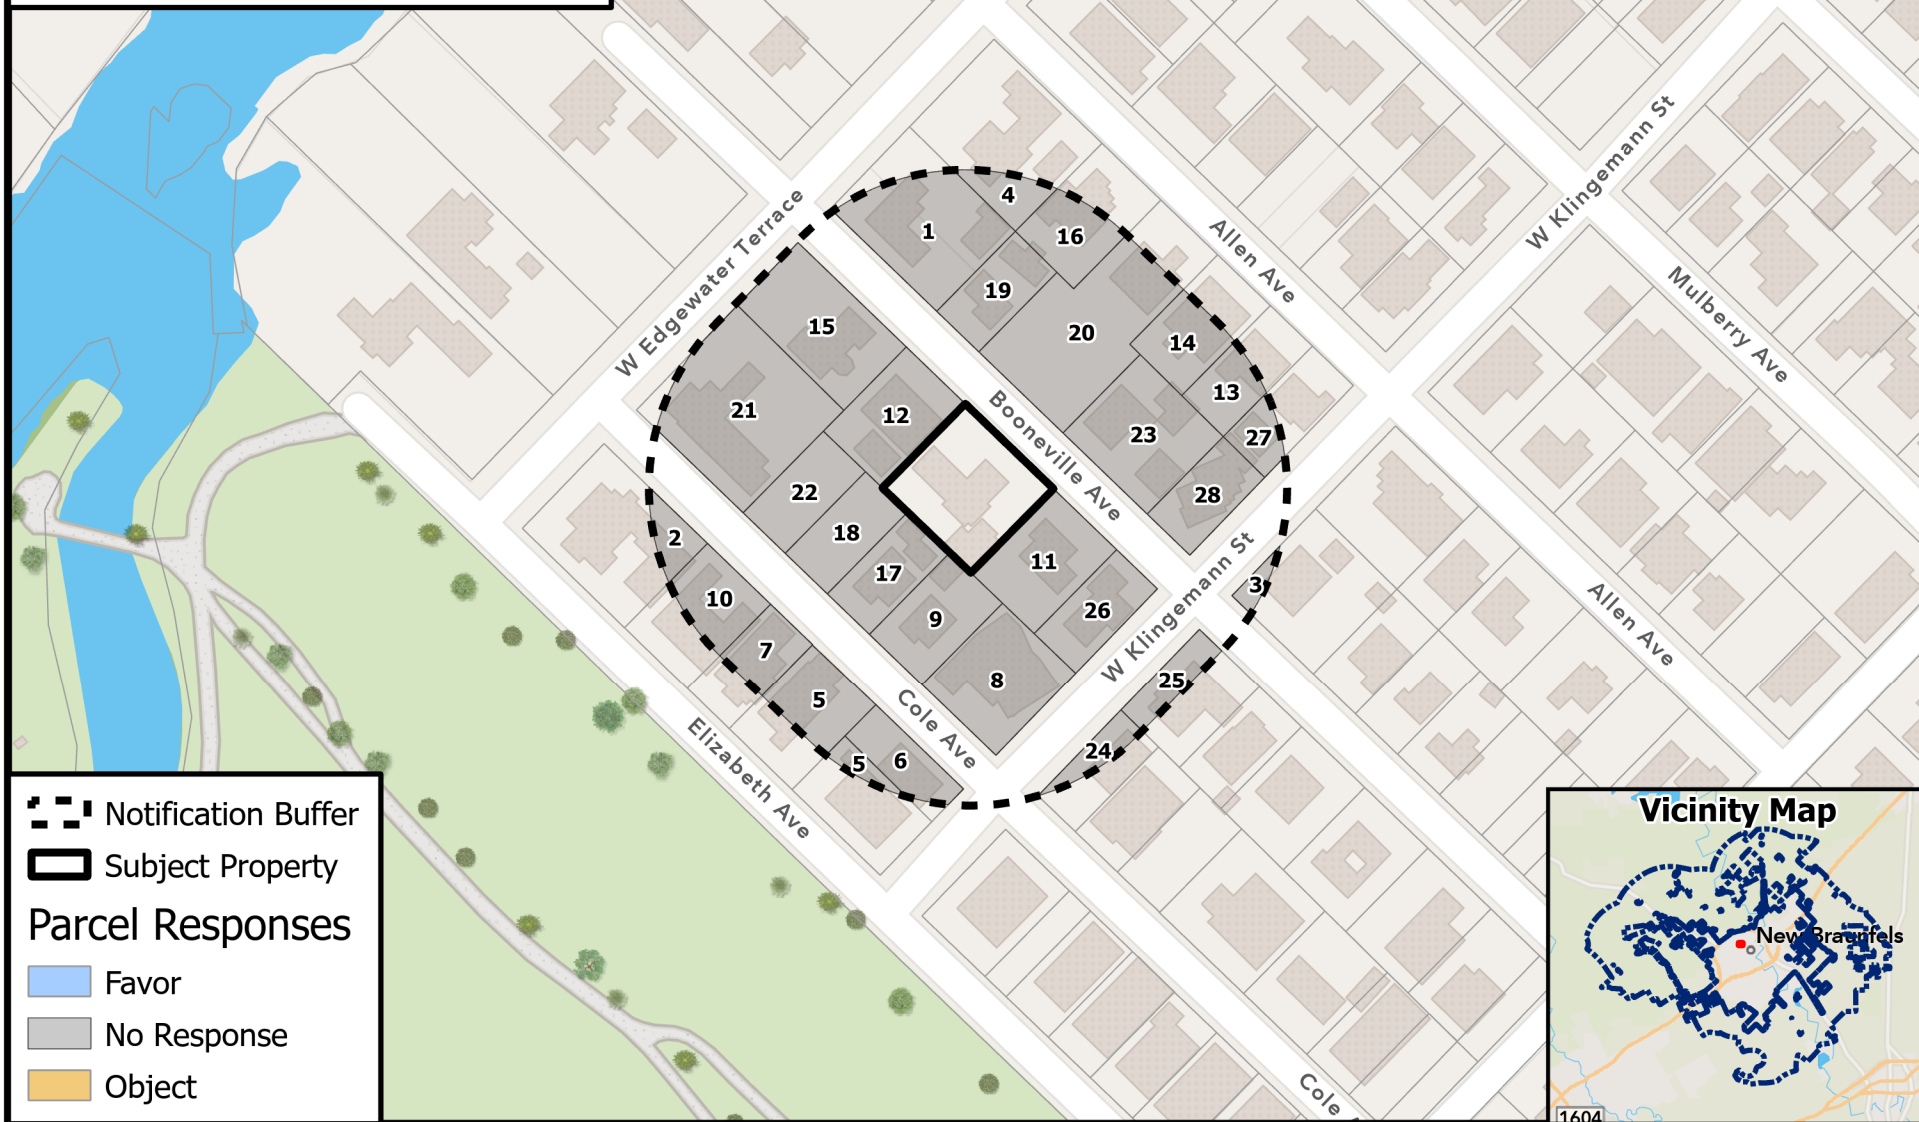 W Edgewater Terrace
Allen Ave
W Klingemann St
Mulberry Ave
Booneville Ave
W Klingemann St
Allen Ave
Cole Ave
Elizabeth Ave
Cole
4
1
16
19
15
20
14
21
12
13
23
27
22
28
18
2
11
17
3
10
26
9
7
8
25
5
24
6
5
Notification Buffer
Subject Property
Parcel Responses
Favor
No Response
Object
Vicinity Map
New Braunfels
1604